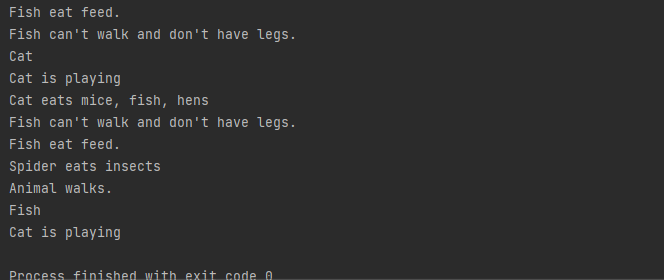 Fish eat feed.
Fish can't walk and don't have legs.
Cat
Cat is playing
Cat eats mice, fish, hens
Fish can't walk and don't have legs.
Fish eat feed.
Spider eats insects
Animal walks.
Fish
Cat is playing
Process finished with exit code 0